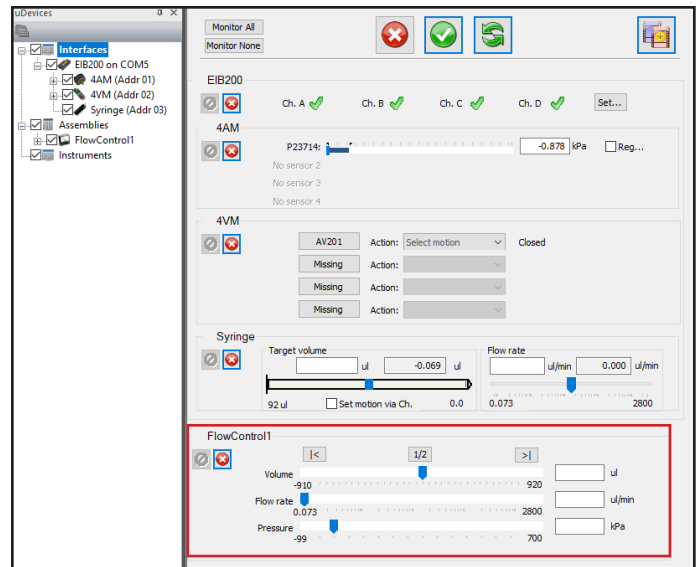 uDevices
Interfaces
EIB200 on COM5
4AM (Addr 01)
4VM (Addr 02)
Syringe (Addr 03)
Assemblies
FlowControl1
Instruments
Monitor All
Monitor None
EIB200
Ch. A Ch. B Ch. C Ch. D Set...
4AM
P23714: -0.878 kPa Reg...
No sensor 2
No sensor 3
No sensor 4
4VM
AV201 Action: Select motion Closed
Missing Action:
Missing Action:
Missing Action:
Syringe
Target volume
ul -0.069 ul
92 ul Set motion via Ch. 0.0
Flow rate
ul/min 0.000 ul/min
0.073 2800
FlowControl1
|< 1/2 >|
Volume ul
-910 920
Flow rate ul/min
0.073 2800
Pressure kPa
-99 700